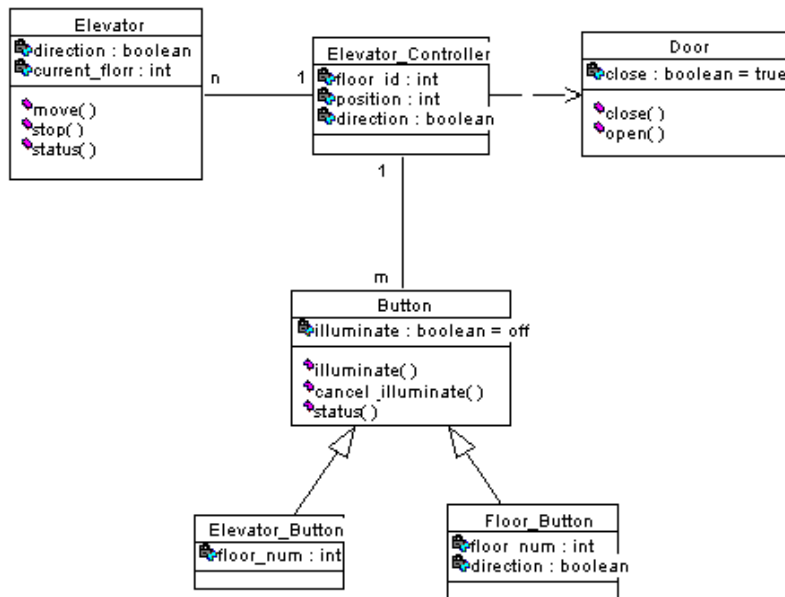 Elevator
direction : boolean
current_florr : int
move()
stop()
status()
n
1
Elevator_Controller
floor_id : int
position : int
direction : boolean
Door
close : boolean = true
close()
open()
1
m
Button
illuminate : boolean = off
illuminate()
cancel_illuminate()
status()
Elevator_Button
floor_num : int
Floor_Button
floor_num : int
direction : boolean